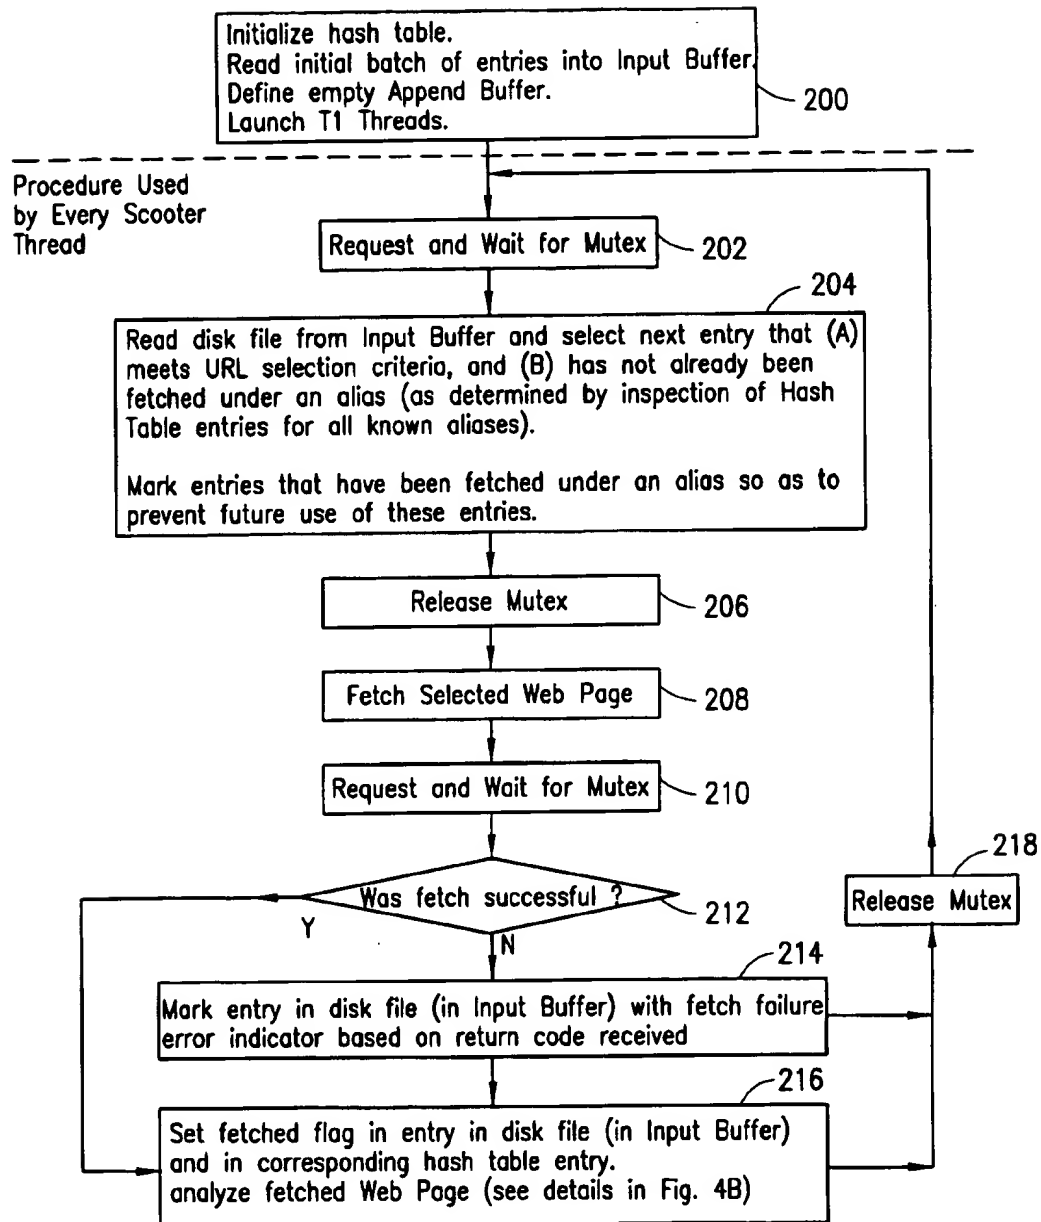 Initialize hash table.
Read initial batch of entries into Input Buffer.
Define empty Append Buffer.
Launch T1 Threads.
200
Procedure Used
by Every Scooter
Thread
Request and Wait for Mutex
202
204
Read disk file from Input Buffer and select next entry that (A)
meets URL selection criteria, and (B) has not already been
fetched under an alias (as determined by inspection of Hash
Table entries for all known aliases).
Mark entries that have been fetched under an alias so as to
prevent future use of these entries.
Release Mutex
206
Fetch Selected Web Page
208
Request and Wait for Mutex
210
218
Release Mutex
Was fetch successful ?
212
Y
N
214
Mark entry in disk file (in Input Buffer) with fetch failure
error indicator based on return code received
216
Set fetched flag in entry in disk file (in Input Buffer)
and in corresponding hash table entry.
analyze fetched Web Page (see details in Fig. 4B)